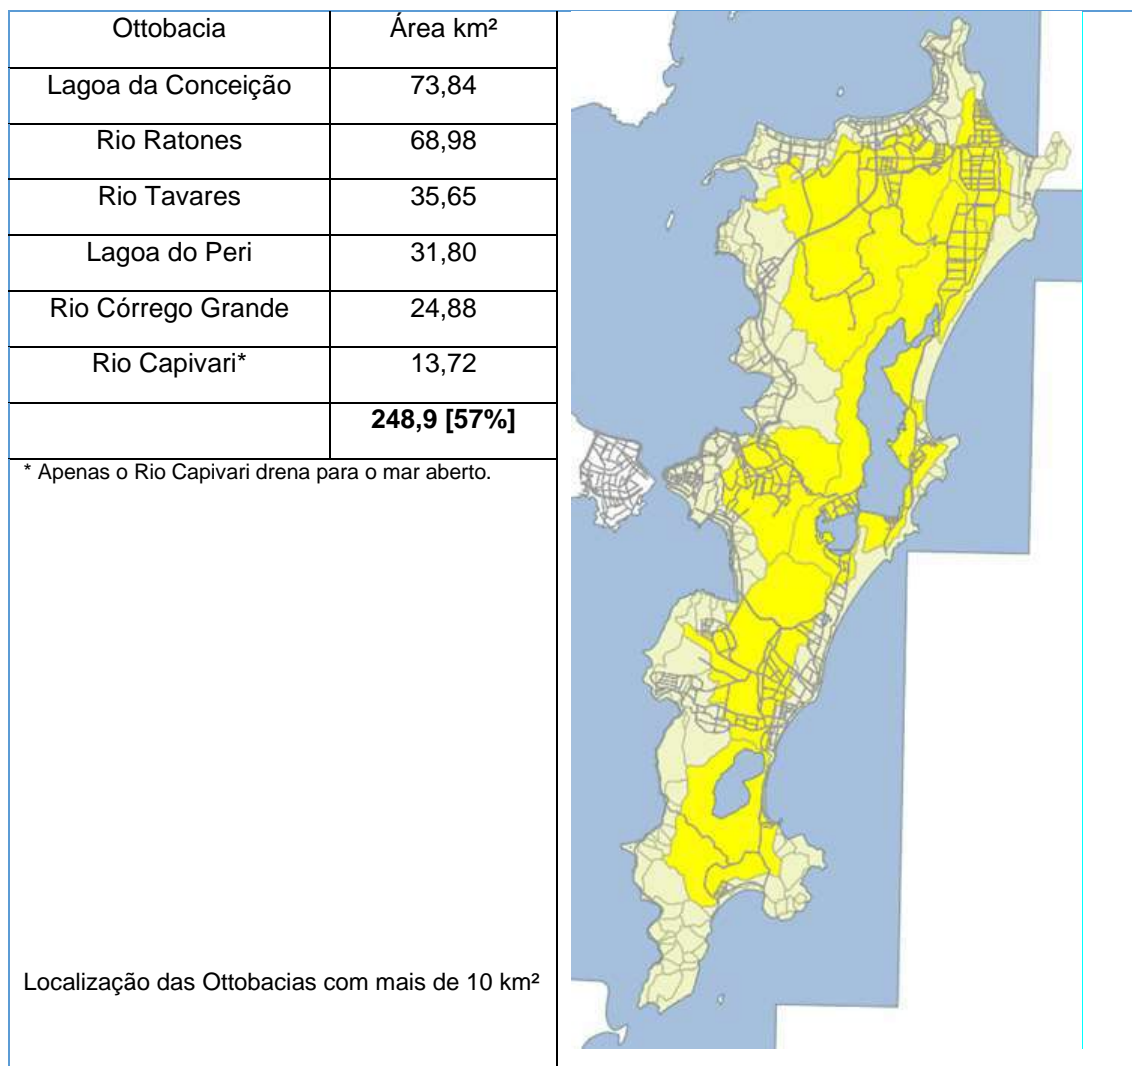 Ottobacia Área km²
Lagoa da Conceição 73,84
Rio Ratones 68,98
Rio Tavares 35,65
Lagoa do Peri 31,80
Rio Córrego Grande 24,88
Rio Capivari* 13,72
248,9 [57%]
* Apenas o Rio Capivari drena para o mar aberto.
Localização das Ottobacias com mais de 10 km²